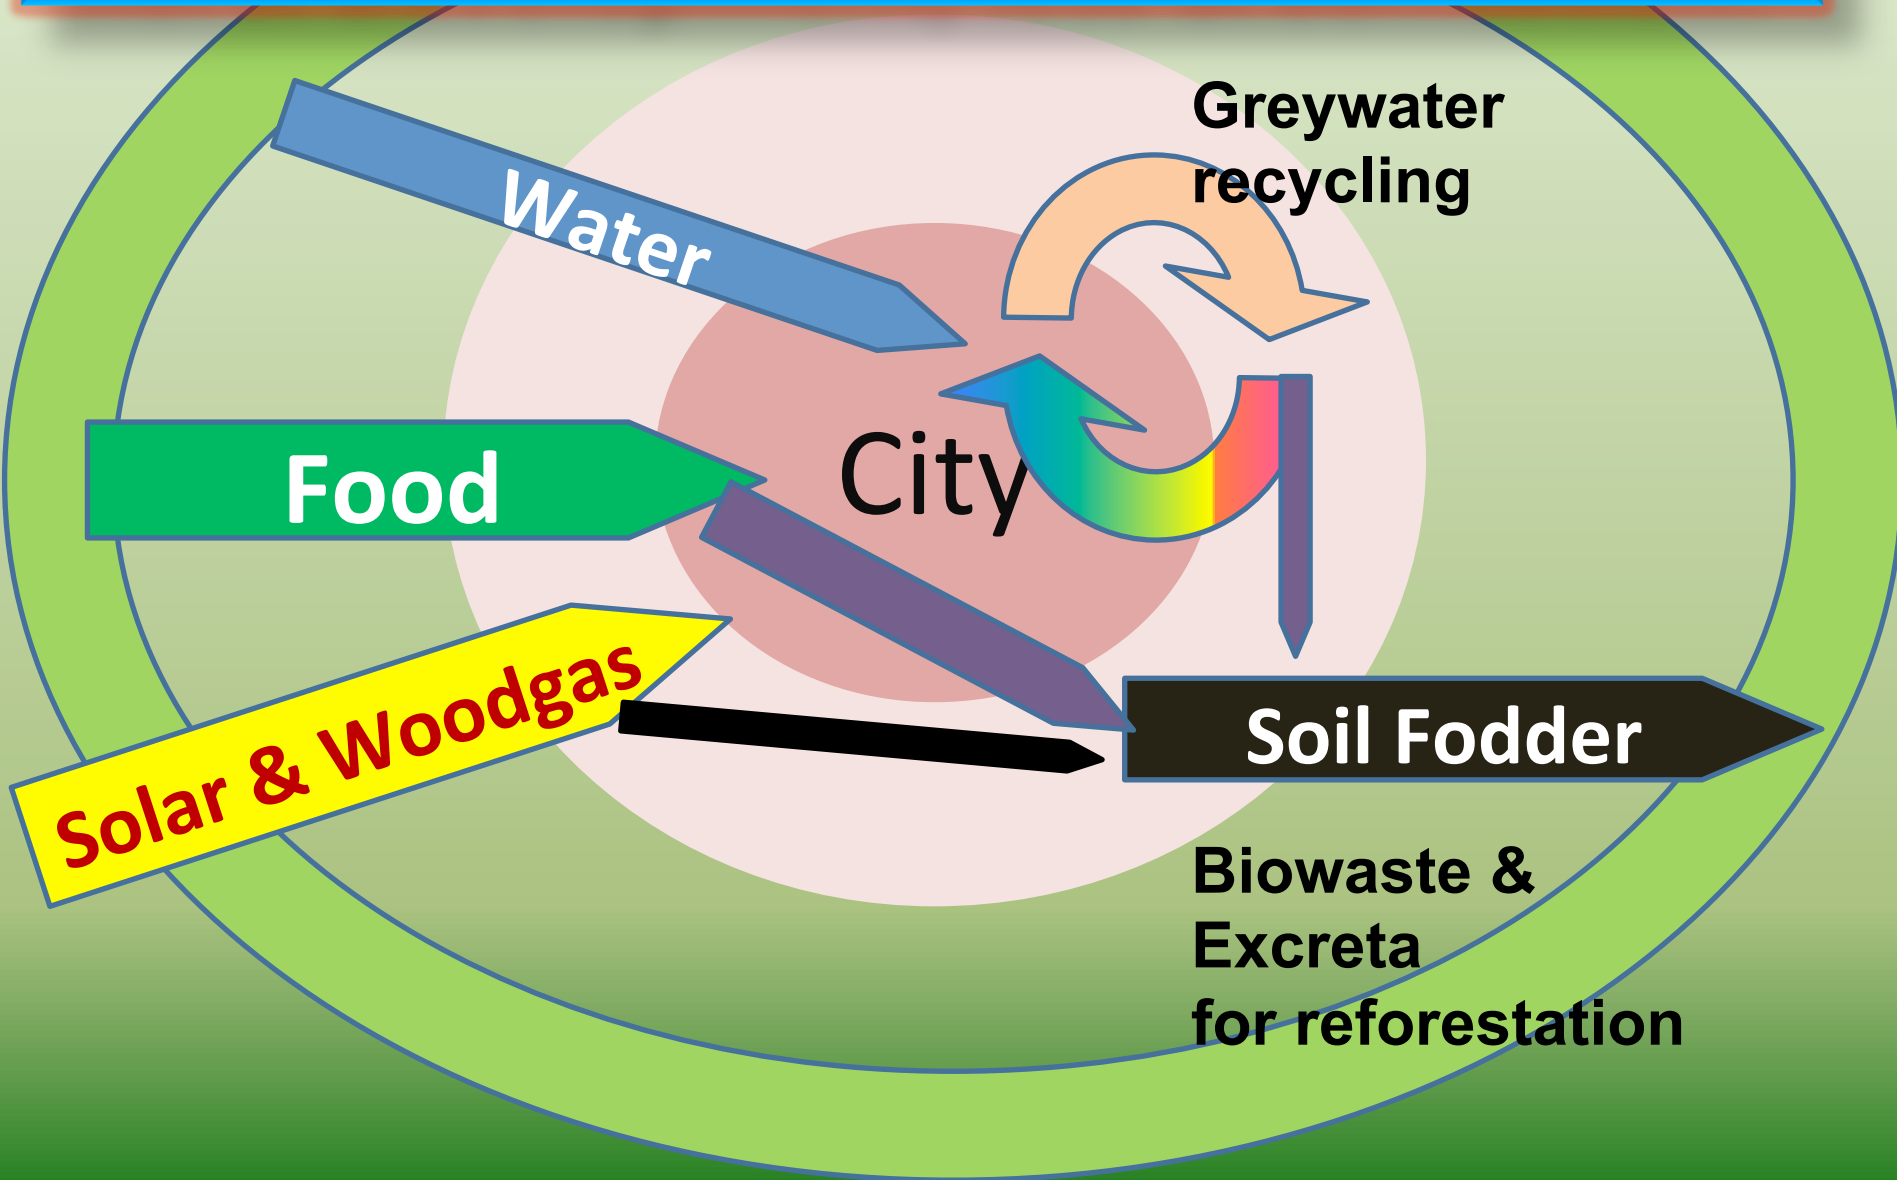 Greywater
recycling
Water
City
Food
Solar & Woodgas
Soil Fodder
Biowaste &
Excreta
for reforestation